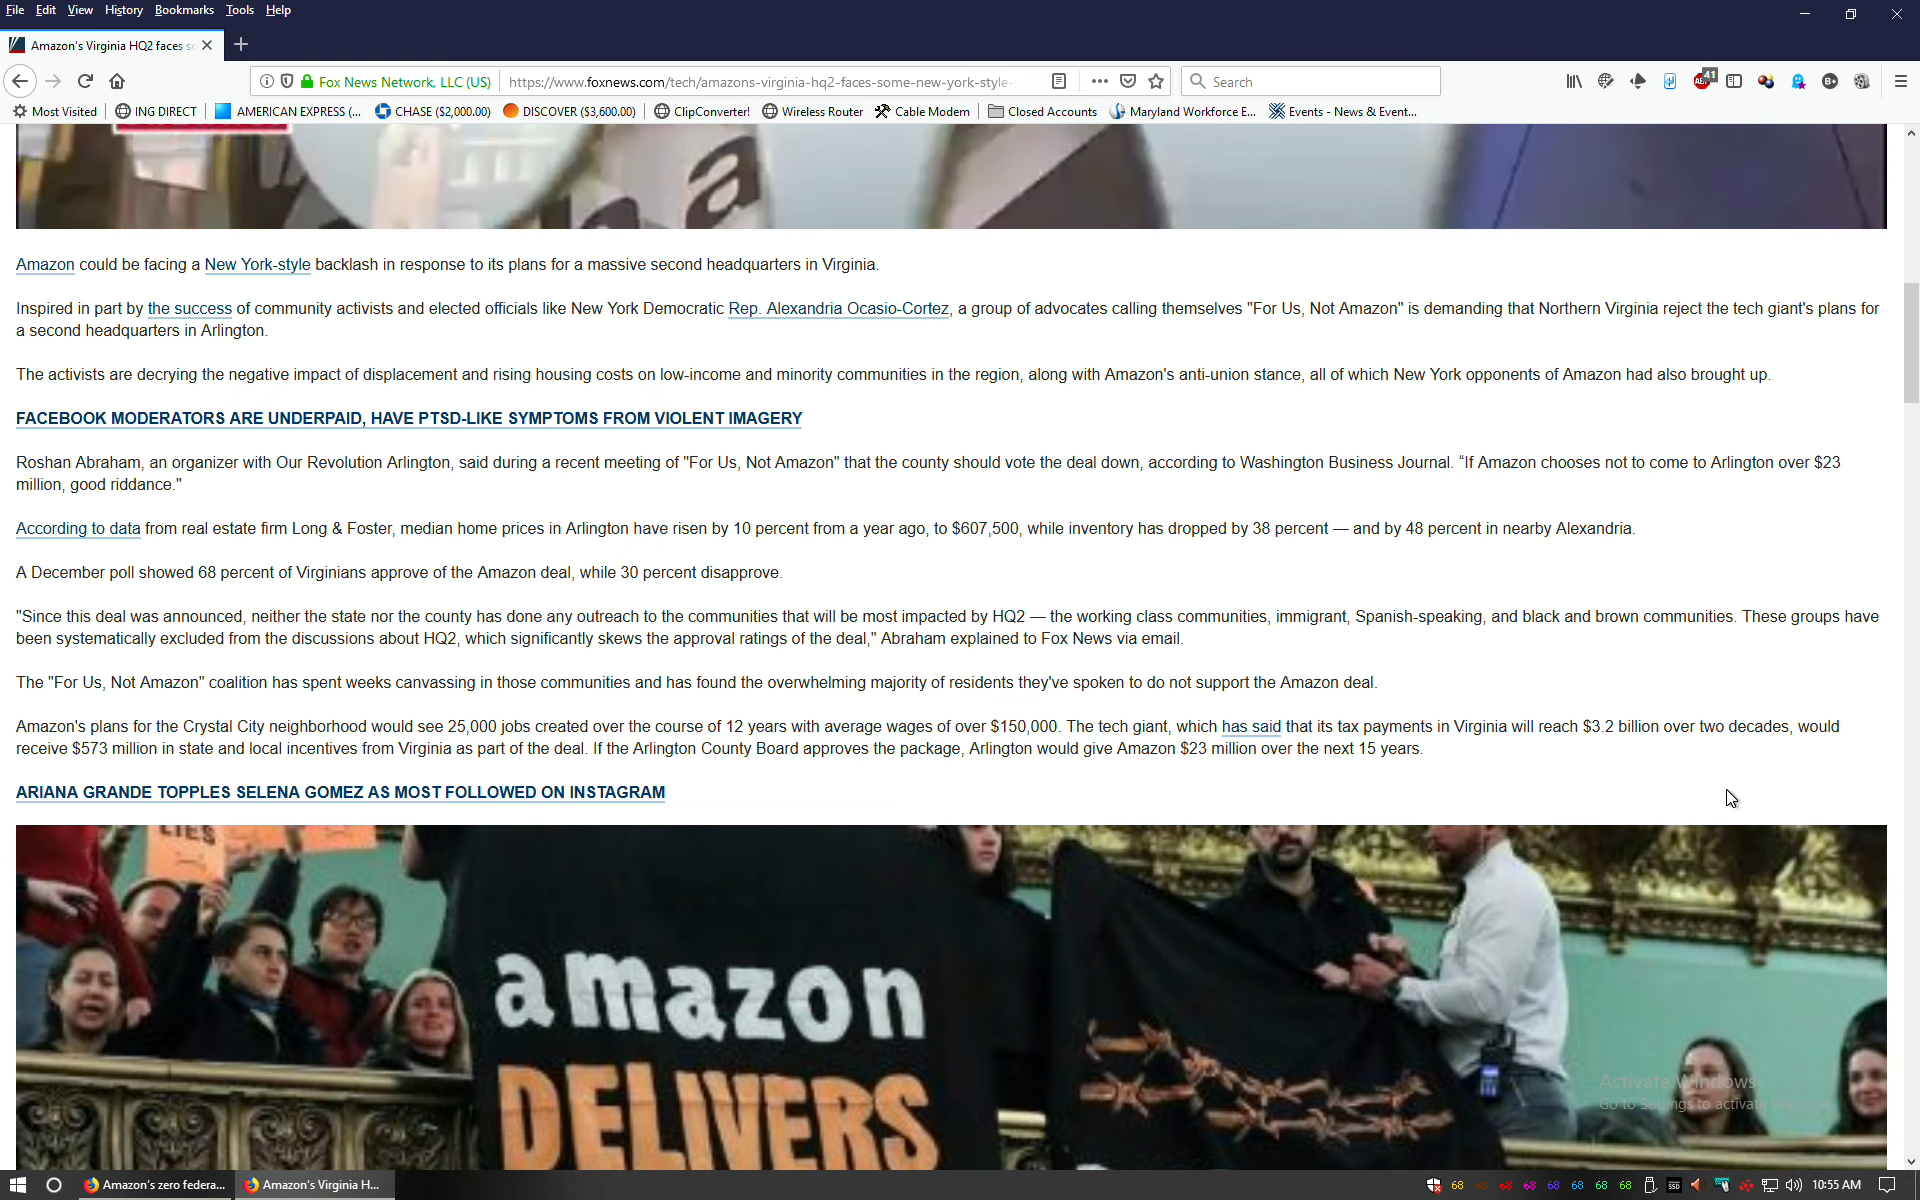 File Edit View History Bookmarks Tools Help
Amazon's Virginia HQ2 faces so
Fox News Network, LLC (US) https://www.foxnews.com/tech/amazons-virginia-hq2-faces-some-new-york-style- Search 41
Most Visited ING DIRECT AMERICAN EXPRESS (... CHASE ($2,000.00) DISCOVER ($3,600.00) ClipConverter! Wireless Router Cable Modem Closed Accounts Maryland Workforce E... Events - News & Event...
a
Amazon could be facing a New York-style backlash in response to its plans for a massive second headquarters in Virginia.
Inspired in part by the success of community activists and elected officials like New York Democratic Rep. Alexandria Ocasio-Cortez, a group of advocates calling themselves "For Us, Not Amazon" is demanding that Northern Virginia reject the tech giant's plans for
a second headquarters in Arlington.
The activists are decrying the negative impact of displacement and rising housing costs on low-income and minority communities in the region, along with Amazon's anti-union stance, all of which New York opponents of Amazon had also brought up.
FACEBOOK MODERATORS ARE UNDERPAID, HAVE PTSD-LIKE SYMPTOMS FROM VIOLENT IMAGERY
Roshan Abraham, an organizer with Our Revolution Arlington, said during a recent meeting of "For Us, Not Amazon" that the county should vote the deal down, according to Washington Business Journal. “If Amazon chooses not to come to Arlington over $23
million, good riddance."
According to data from real estate firm Long & Foster, median home prices in Arlington have risen by 10 percent from a year ago, to $607,500, while inventory has dropped by 38 percent — and by 48 percent in nearby Alexandria.
A December poll showed 68 percent of Virginians approve of the Amazon deal, while 30 percent disapprove.
"Since this deal was announced, neither the state nor the county has done any outreach to the communities that will be most impacted by HQ2 — the working class communities, immigrant, Spanish-speaking, and black and brown communities. These groups have
been systematically excluded from the discussions about HQ2, which significantly skews the approval ratings of the deal," Abraham explained to Fox News via email.
The "For Us, Not Amazon" coalition has spent weeks canvassing in those communities and has found the overwhelming majority of residents they've spoken to do not support the Amazon deal.
Amazon's plans for the Crystal City neighborhood would see 25,000 jobs created over the course of 12 years with average wages of over $150,000. The tech giant, which has said that its tax payments in Virginia will reach $3.2 billion over two decades, would
receive $573 million in state and local incentives from Virginia as part of the deal. If the Arlington County Board approves the package, Arlington would give Amazon $23 million over the next 15 years.
ARIANA GRANDE TOPPLES SELENA GOMEZ AS MOST FOLLOWED ON INSTAGRAM
LIES
amazon
DELIVERS
Activate Windows
Go to Settings to activate
Amazon's zero federa... Amazon's Virginia H... 68 68 68 68 68 68 68 68 SSD 10:55 AM